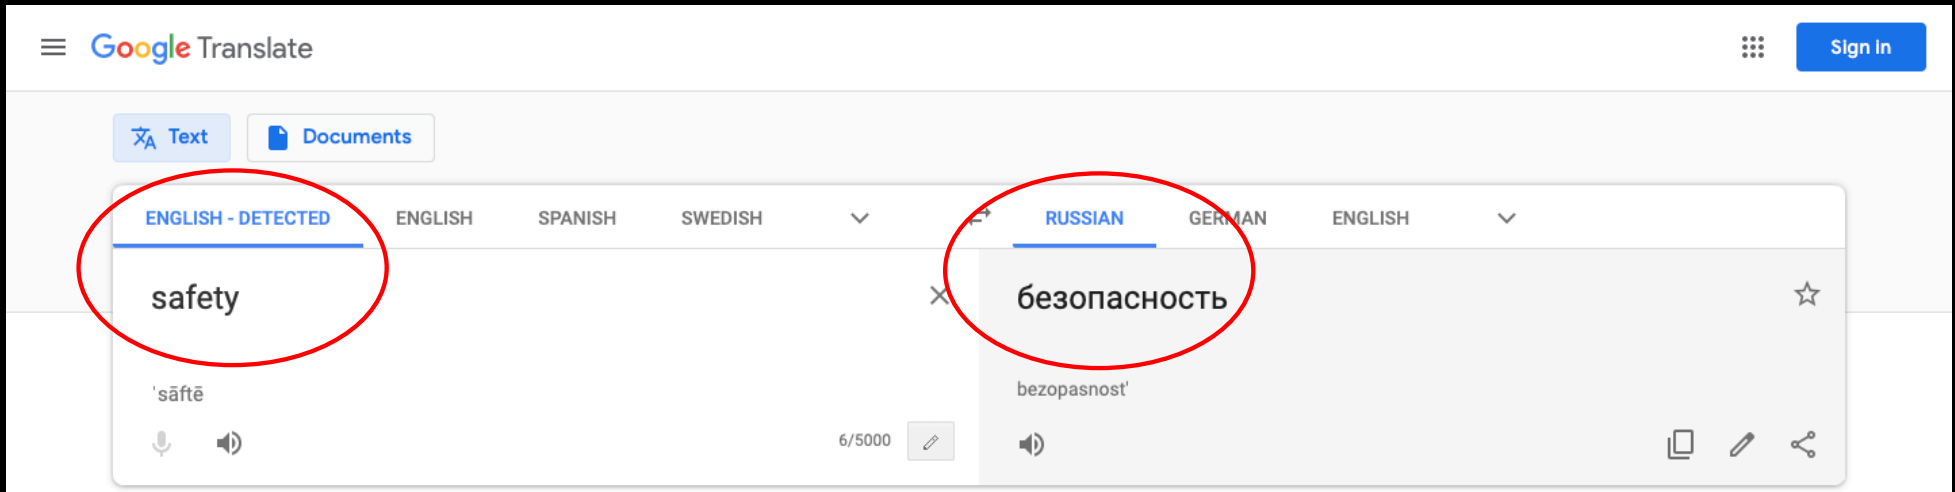 Google Translate
Sign in
Text Documents
ENGLISH - DETECTED ENGLISH SPANISH SWEDISH RUSSIAN GERMAN ENGLISH
safety
безопасность
ˈsāftē
bezopasnost'
6/5000